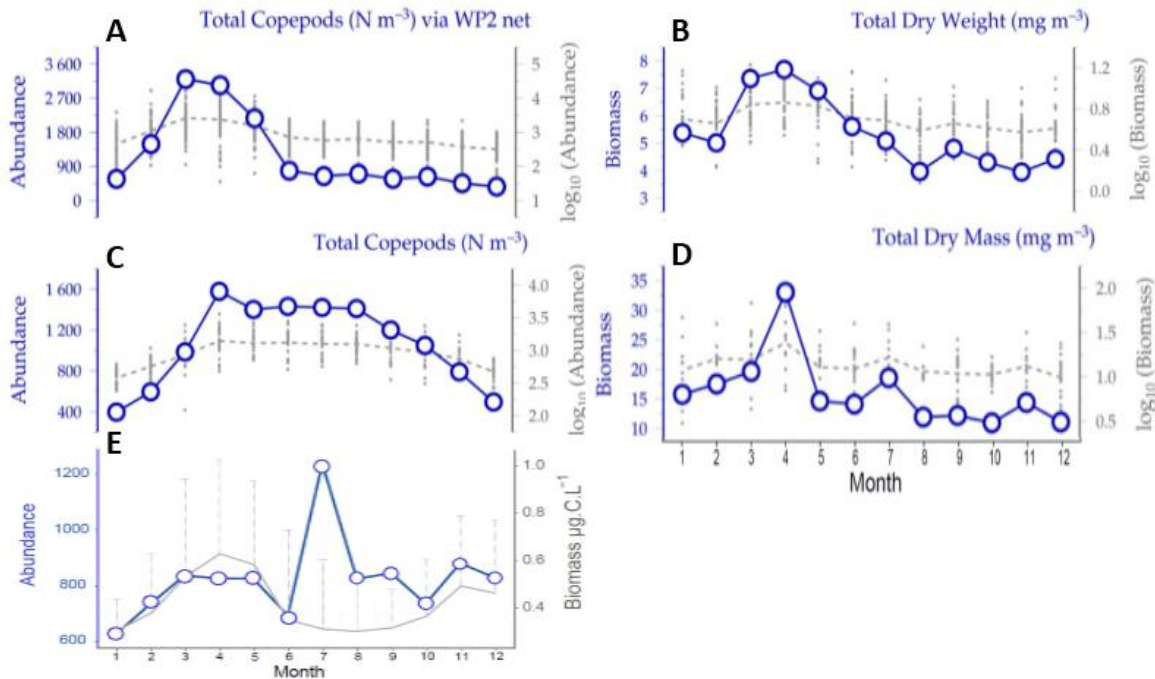 A
Total Copepods (N m⁻³) via WP2 net
Abundance
3 600
2700
1800
900
0
5
4
3
2
1
log₁₀ (Abundance)
B
Total Dry Weight (mg m⁻³)
Biomass
8
7
6
5
4
3
1.2
0.8
0.4
0.0
log₁₀ (Biomass)
C
Total Copepods (N m⁻³)
Abundance
1 600
1 200
800
400
4.0
3.5
3.0
2.5
2.0
log₁₀ (Abundance)
D
Total Dry Mass (mg m⁻³)
Biomass
35
30
25
20
15
10
2.0
1.5
1.0
0.5
log₁₀ (Biomass)
1 2 3 4 5 6 7 8 9 10 11 12
Month
E
Abundance
1200
1000
800
600
1.0
0.8
0.6
0.4
Biomass µg.C.L⁻¹
1 2 3 4 5 6 7 8 9 10 11 12
Month